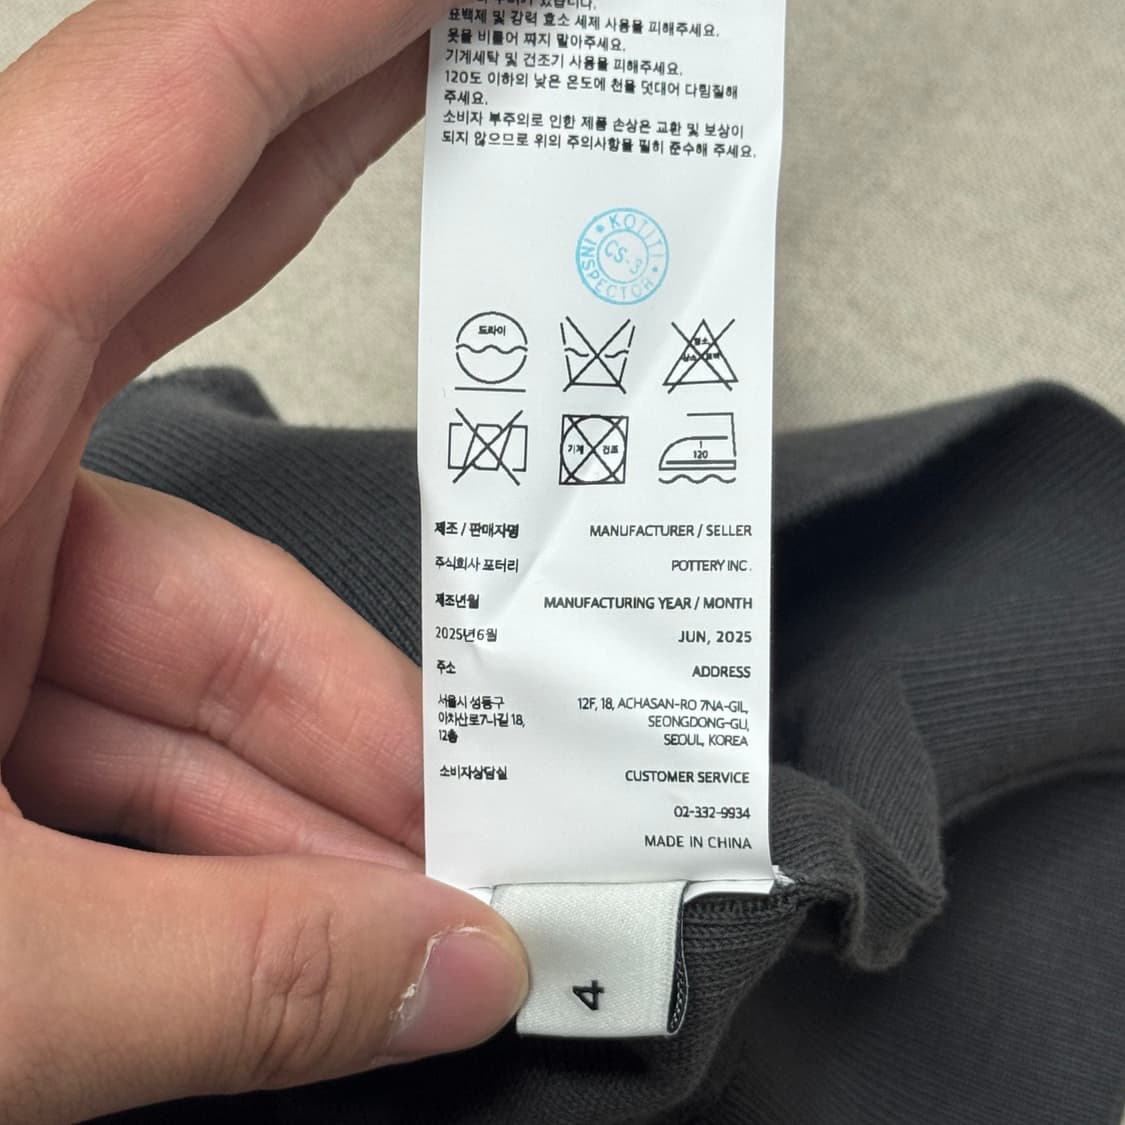 있습니다.
표백제 및 강력 효소 세제 사용을 피해주세요.
옷을 비틀어 짜지 말아주세요.
기계세탁 및 건조기 사용을 피해주세요.
120도 이하의 낮은 온도에 천을 덧대어 다림질해
주세요.
소비자 부주의로 인한 제품 손상은 교환 및 보상이
되지 않으므로 위의 주의사항을 필히 준수해 주세요.
KOTITI
INSPECTOR
CS-3
드라이
염소
산소 표백
기계 건조
120
제조 / 판매자명 MANUFACTURER / SELLER
주식회사 포터리 POTTERY INC.
제조년월 MANUFACTURING YEAR / MONTH
2025년 6월 JUN, 2025
주소 ADDRESS
서울시 성동구 12F, 18, ACHASAN-RO 7NA-GIL,
아차산로7나길 18, SEONGDONG-GU,
12층 SEOUL, KOREA
소비자상담실 CUSTOMER SERVICE
02-332-9934
MADE IN CHINA
4